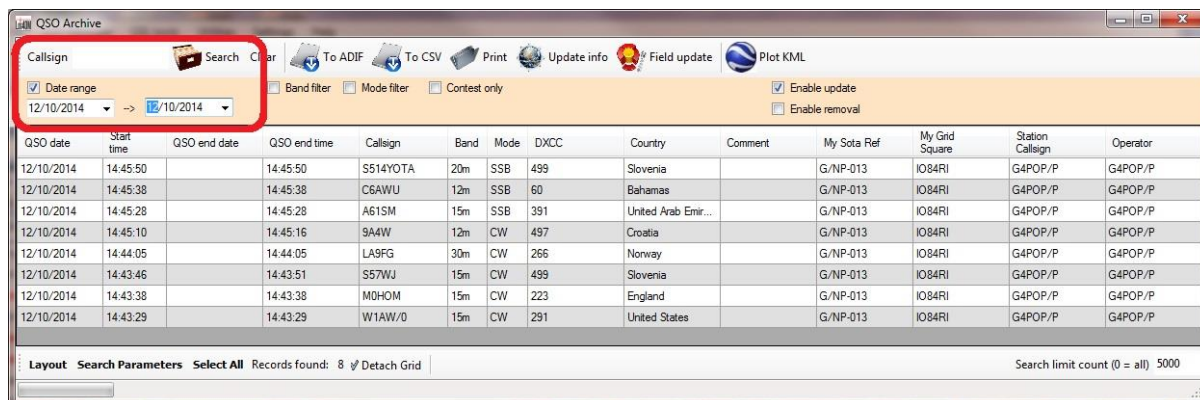 QSO Archive
Callsign Search Clear To ADIF To CSV Print Update info Field update Plot KML
Date range Band filter Mode filter Contest only Enable update
12/10/2014 --> 12/10/2014 Enable removal
QSO date Start time QSO end date QSO end time Callsign Band Mode DXCC Country Comment My Sota Ref My Grid Square Station Callsign Operator
12/10/2014 14:45:50 14:45:50 S514YOTA 20m SSB 499 Slovenia G/NP-013 IO84RI G4POP/P G4POP/P
12/10/2014 14:45:38 14:45:38 C6AWU 12m SSB 60 Bahamas G/NP-013 IO84RI G4POP/P G4POP/P
12/10/2014 14:45:28 14:45:28 A61SM 15m SSB 391 United Arab Emir... G/NP-013 IO84RI G4POP/P G4POP/P
12/10/2014 14:45:10 14:45:16 9A4W 12m CW 497 Croatia G/NP-013 IO84RI G4POP/P G4POP/P
12/10/2014 14:44:05 14:44:05 LA9FG 30m CW 266 Norway G/NP-013 IO84RI G4POP/P G4POP/P
12/10/2014 14:43:46 14:43:51 S57WJ 15m CW 499 Slovenia G/NP-013 IO84RI G4POP/P G4POP/P
12/10/2014 14:43:38 14:43:38 M0HOM 15m CW 223 England G/NP-013 IO84RI G4POP/P G4POP/P
12/10/2014 14:43:29 14:43:29 W1AW/0 15m CW 291 United States G/NP-013 IO84RI G4POP/P G4POP/P
Layout Search Parameters Select All Records found: 8 Detach Grid Search limit count (0 = all) 5000